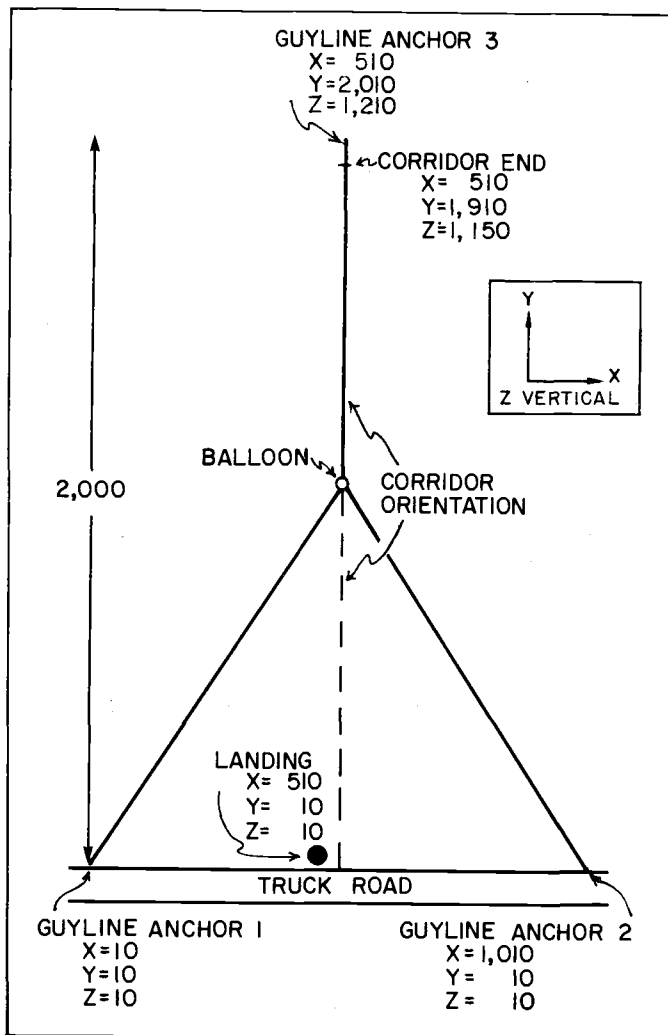 GUYLINE ANCHOR 3
X= 510
Y=2,010
Z=1,210
CORRIDOR END
X= 510
Y=1,910
Z=1,150
Y
X
Z VERTICAL
BALLOON
CORRIDOR
ORIENTATION
2,000
LANDING
X= 510
Y= 10
Z= 10
TRUCK ROAD
GUYLINE ANCHOR 1
X=10
Y=10
Z=10
GUYLINE ANCHOR 2
X=1,010
Y= 10
Z= 10